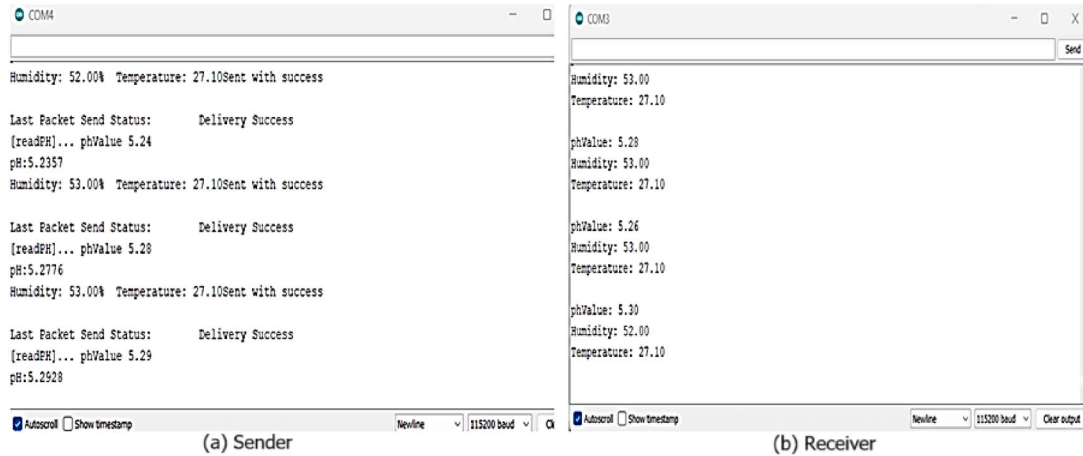 COM4
Humidity: 52.00% Temperature: 27.10Sent with success
Last Packet Send Status: Delivery Success
[readPH]... phValue 5.24
pH:5.2357
Humidity: 53.00% Temperature: 27.10Sent with success
Last Packet Send Status: Delivery Success
[readPH]... phValue 5.28
pH:5.2776
Humidity: 53.00% Temperature: 27.10Sent with success
Last Packet Send Status: Delivery Success
[readPH]... phValue 5.29
pH:5.2928
Autoscroll Show timestamp Newline 115200 baud
(a) Sender
COM3
Send
Humidity: 53.00
Temperature: 27.10
phValue: 5.28
Humidity: 53.00
Temperature: 27.10
phValue: 5.26
Humidity: 53.00
Temperature: 27.10
phValue: 5.30
Humidity: 52.00
Temperature: 27.10
Autoscroll Show timestamp Newline 115200 baud Clear output
(b) Receiver